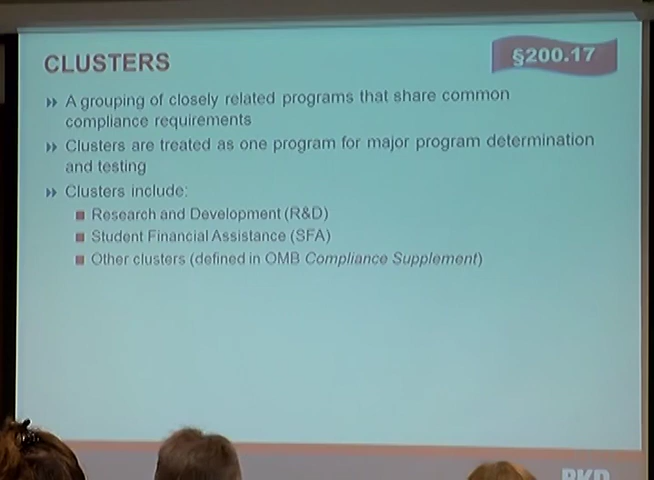 CLUSTERS
§200.17
A grouping of closely related programs that share common
compliance requirements
Clusters are treated as one program for major program determination
and testing
Clusters include:
Research and Development (R&D)
Student Financial Assistance (SFA)
Other clusters (defined in OMB Compliance Supplement)